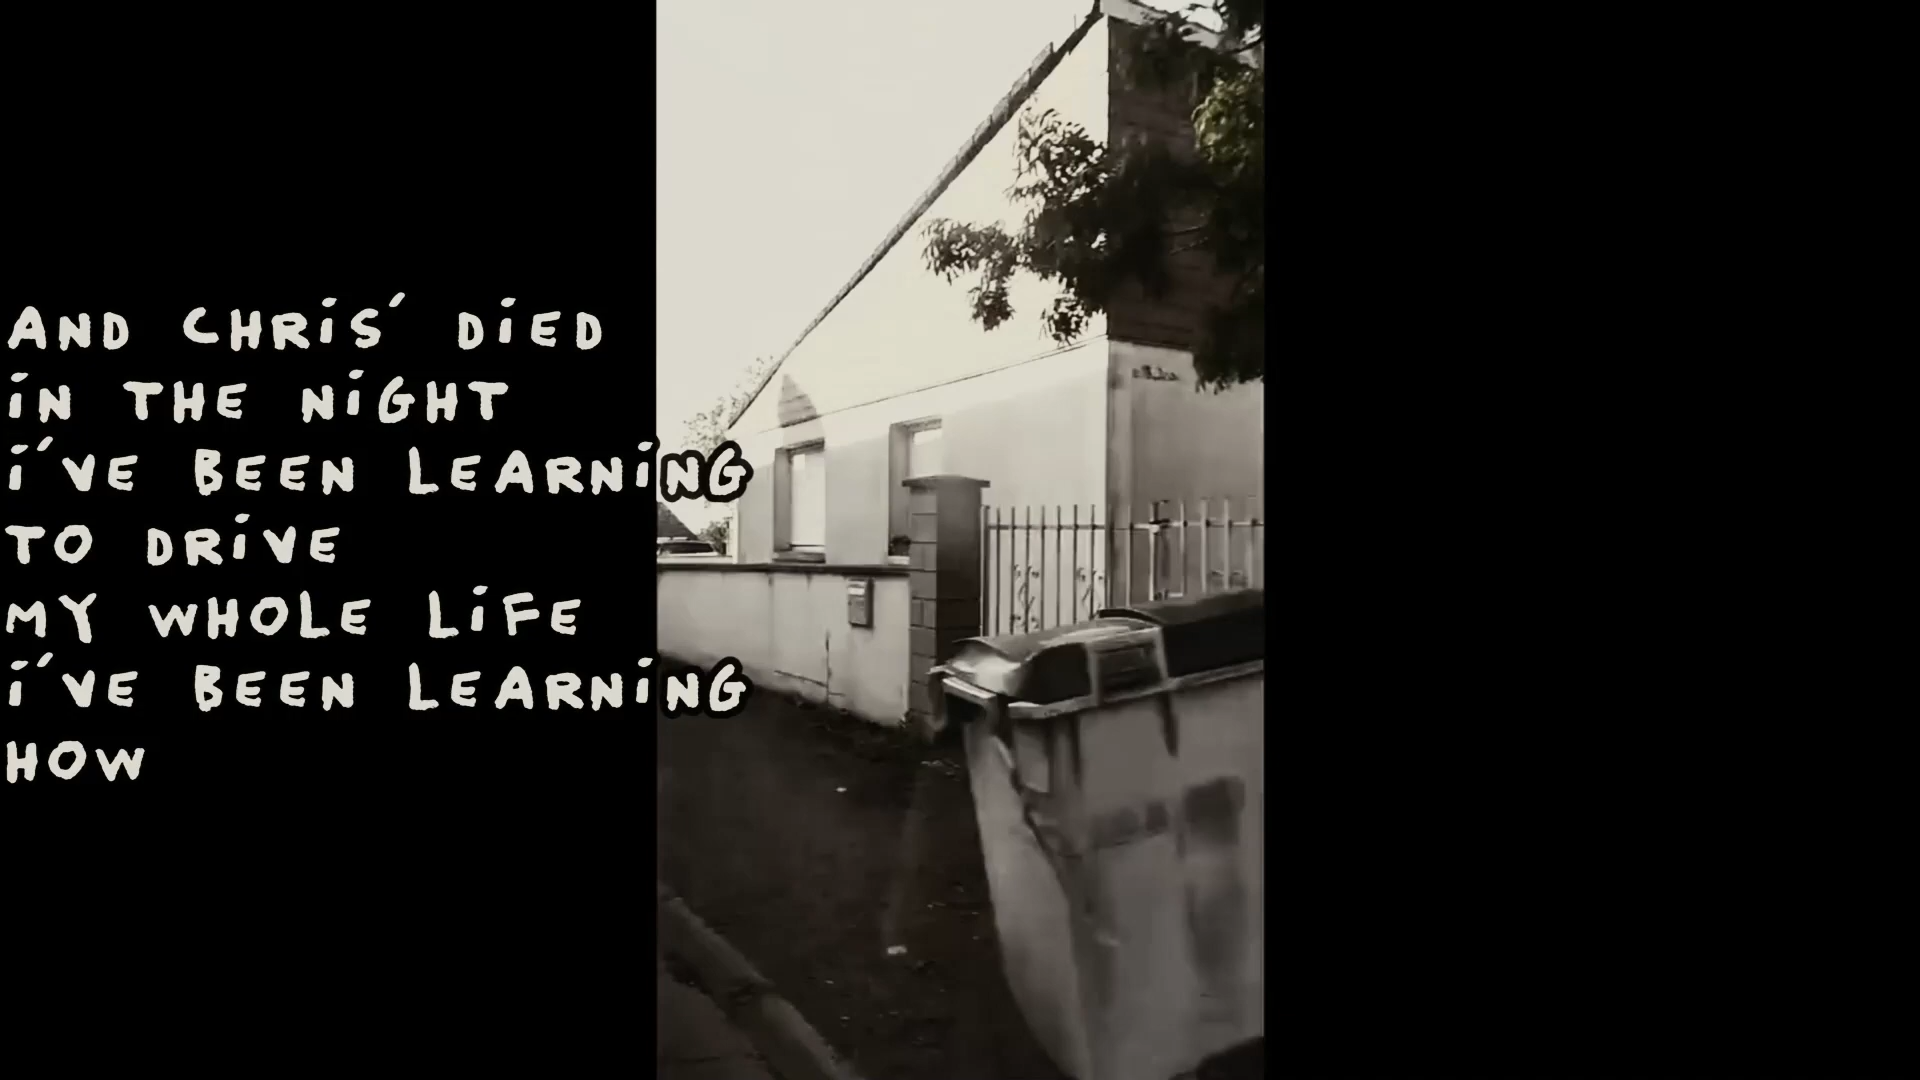 AND CHRiS' DiED
iN THE NiGHT
i'VE BEEN LEARNiNG
TO DRiVE
MY WHOLE LiFE
i'VE BEEN LEARNiNG
HOW